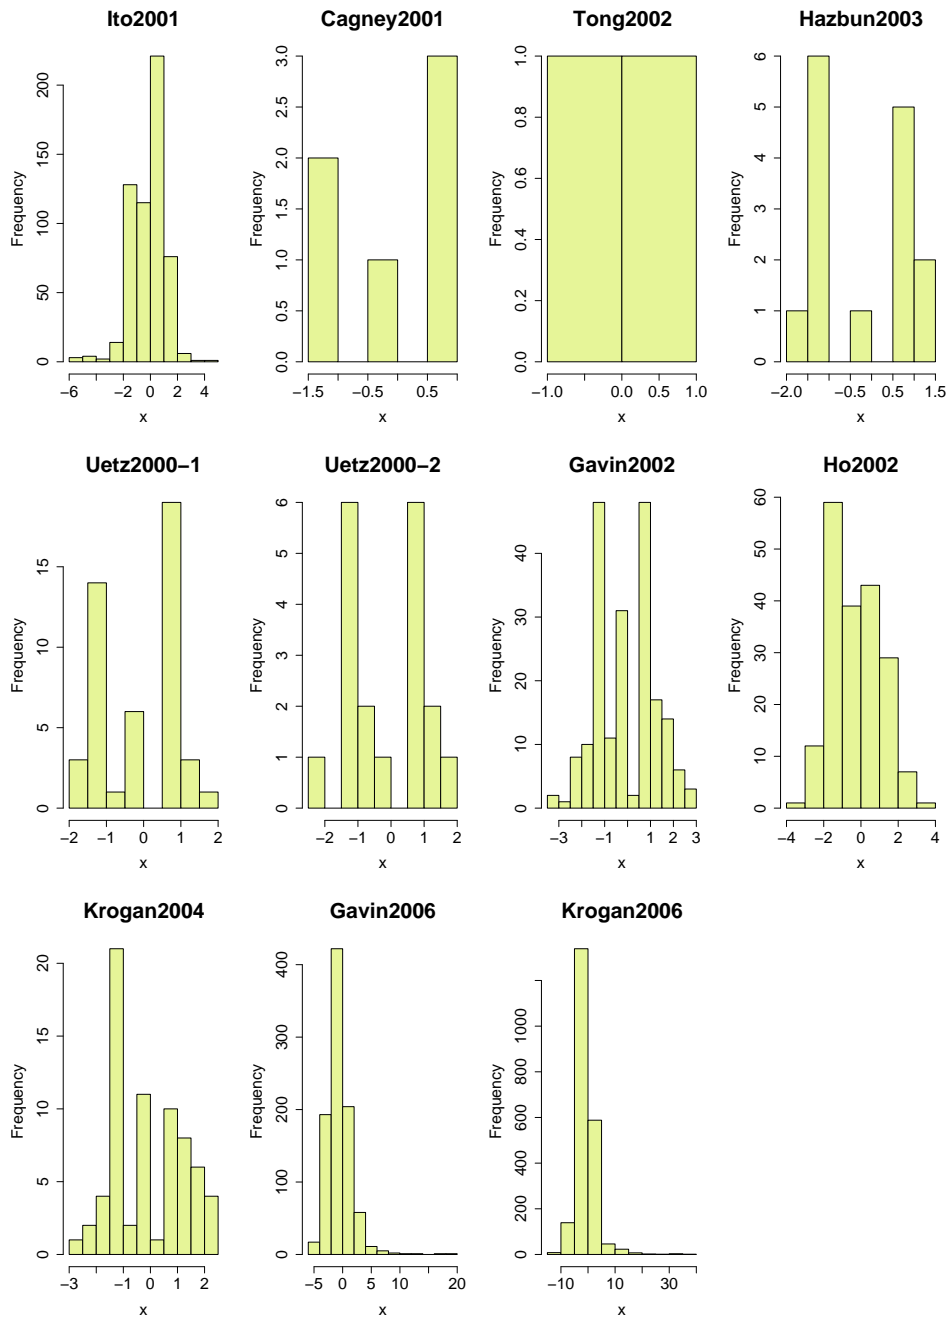 Ito2001
Frequency
0 50 100 150 200
−6 −2 0 2 4
x
Cagney2001
Frequency
0.0 0.5 1.0 1.5 2.0 2.5 3.0
−1.5 −0.5 0.5
x
Tong2002
Frequency
0.0 0.2 0.4 0.6 0.8 1.0
−1.0 0.0 0.5 1.0
x
Hazbun2003
Frequency
0 1 2 3 4 5 6
−2.0 −0.5 0.5 1.5
x
Uetz2000−1
Frequency
0 5 10 15
−2 −1 0 1 2
x
Uetz2000−2
Frequency
0 1 2 3 4 5 6
−2 −1 0 1 2
x
Gavin2002
Frequency
0 10 20 30 40
−3 −1 1 2 3
x
Ho2002
Frequency
0 10 20 30 40 50 60
−4 −2 0 2 4
x
Krogan2004
Frequency
0 5 10 15 20
−3 −1 0 1 2
x
Gavin2006
Frequency
0 100 200 300 400
−5 0 5 10 20
x
Krogan2006
Frequency
0 200 400 600 1000
−10 0 10 30
x